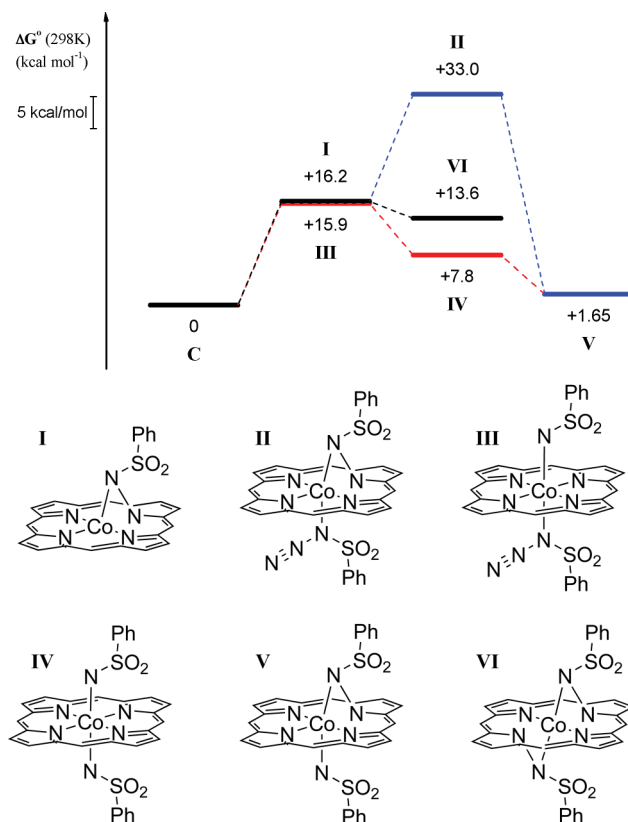 ΔG° (298K)
(kcal mol⁻¹)
5 kcal/mol
II
+33.0
I
+16.2
VI
+13.6
+15.9
III
+7.8
IV
0
C
+1.65
V
I
Ph
SO₂
N
N
N
Co
N
N
II
Ph
SO₂
N
N
N
Co
N
N
N
N
N
SO₂
Ph
III
Ph
SO₂
N
N
N
Co
N
N
N
N
N
SO₂
Ph
IV
Ph
SO₂
N
N
N
Co
N
N
N
SO₂
Ph
V
Ph
SO₂
N
N
N
Co
N
N
N
SO₂
Ph
VI
Ph
SO₂
N
N
N
Co
N
N
N
SO₂
Ph